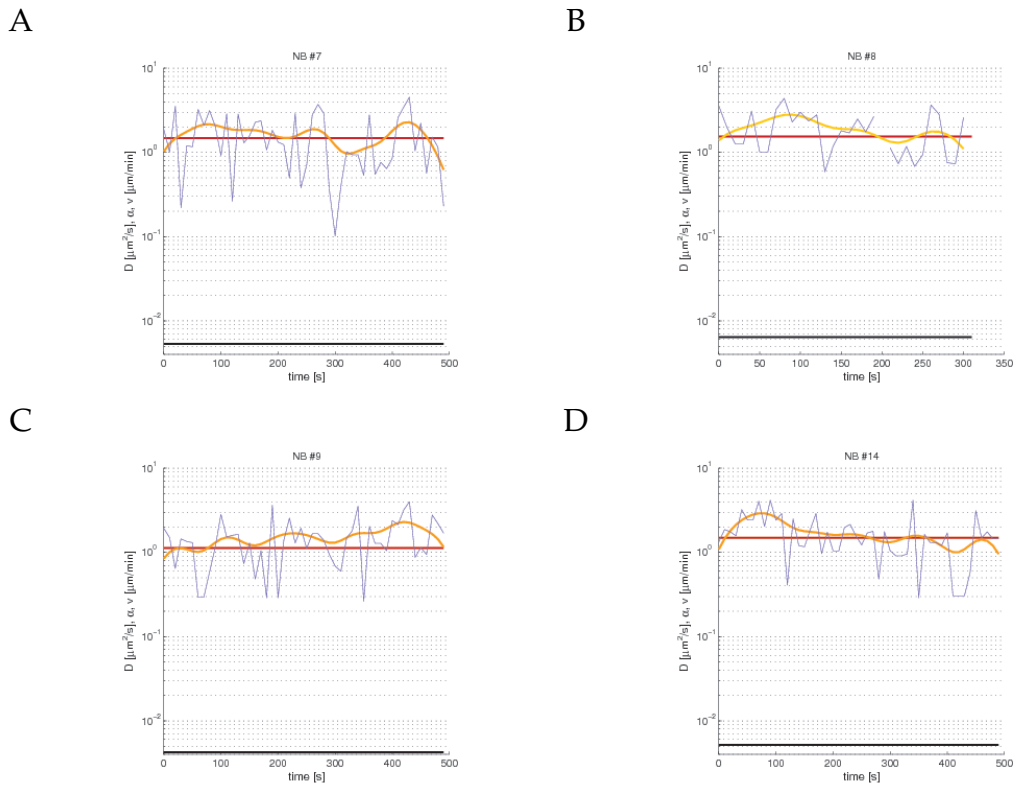 A
B
NB #7
10¹
10⁰
10⁻¹
10⁻²
D [μm²/s], α, v [μm/min]
0 100 200 300 400 500
time [s]
NB #8
10¹
10⁰
10⁻¹
10⁻²
D [μm²/s], α, v [μm/min]
0 50 100 150 200 250 300 350
time [s]
C
D
NB #9
10¹
10⁰
10⁻¹
10⁻²
D [μm²/s], α, v [μm/min]
0 100 200 300 400 500
time [s]
NB #14
10¹
10⁰
10⁻¹
10⁻²
D [μm²/s], α, v [μm/min]
0 100 200 300 400 500
time [s]